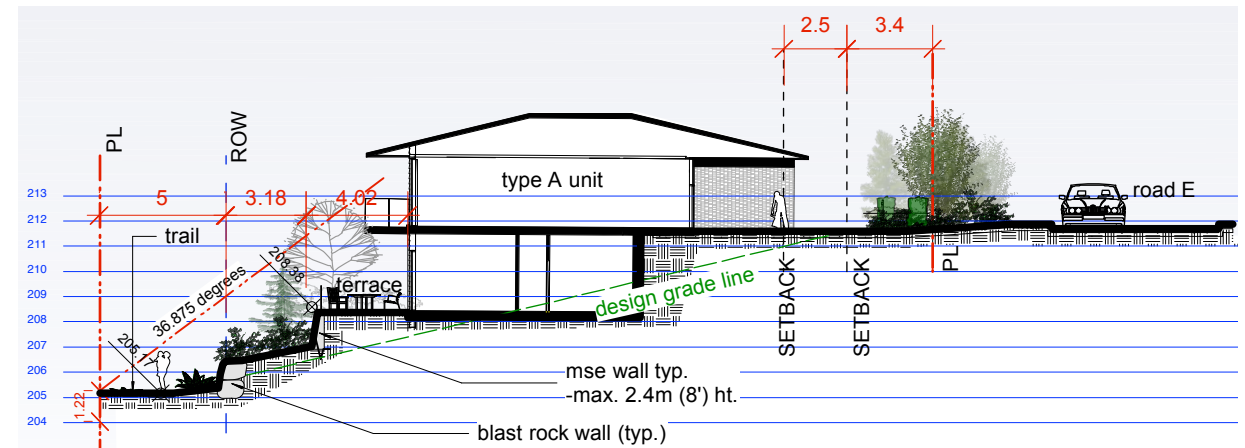 2.5
3.4
PL
ROW
213
5
3.18
4.02
type A unit
road E
212
trail
211
210
208.38
36.875 degrees
terrace
PL
209
design grade line
208
SETBACK
SETBACK
207
205.17
206
mse wall typ.
-max. 2.4m (8') ht.
205
1.22
204
blast rock wall (typ.)